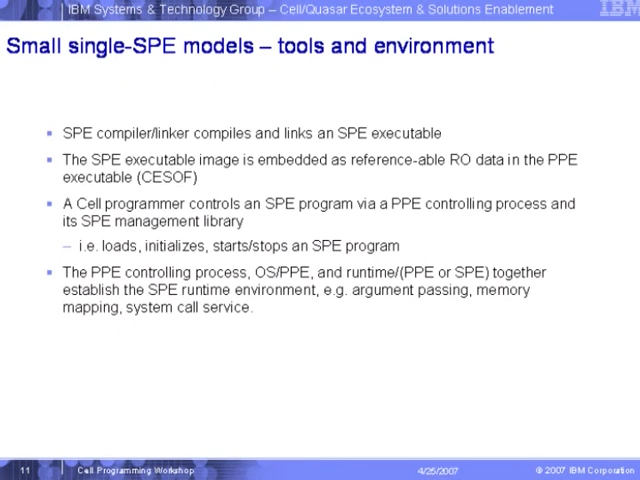 IBM Systems & Technology Group – Cell/Quasar Ecosystem & Solutions Enablement
IBM
Small single-SPE models – tools and environment
SPE compiler/linker compiles and links an SPE executable
The SPE executable image is embedded as reference-able RO data in the PPE
executable (CESOF)
A Cell programmer controls an SPE program via a PPE controlling process and
its SPE management library
– i.e. loads, initializes, starts/stops an SPE program
The PPE controlling process, OS/PPE, and runtime/(PPE or SPE) together
establish the SPE runtime environment, e.g. argument passing, memory
mapping, system call service.
11 Cell Programming Workshop 4/25/2007 © 2007 IBM Corporation